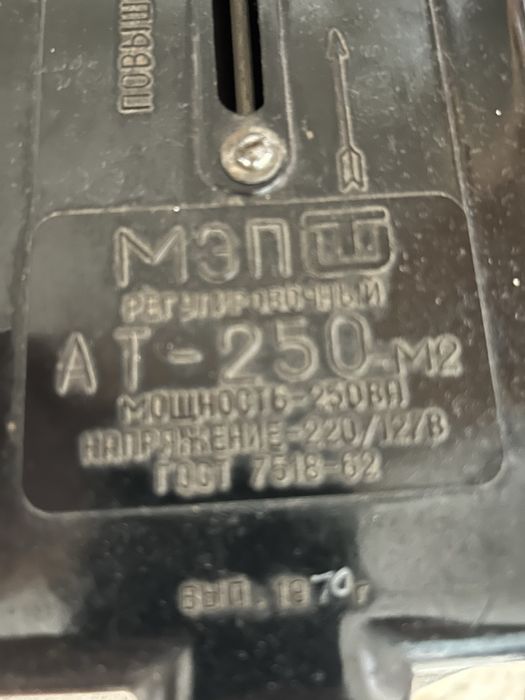 ПОВЫШ
МЭП
РЕГУЛИРОВОЧНЫЙ
АТ-250-М2
МОЩНОСТЬ-250ВА
НАПРЯЖЕНИЕ-220/127В
ГОСТ 7518-62
ВЫП. 1970г